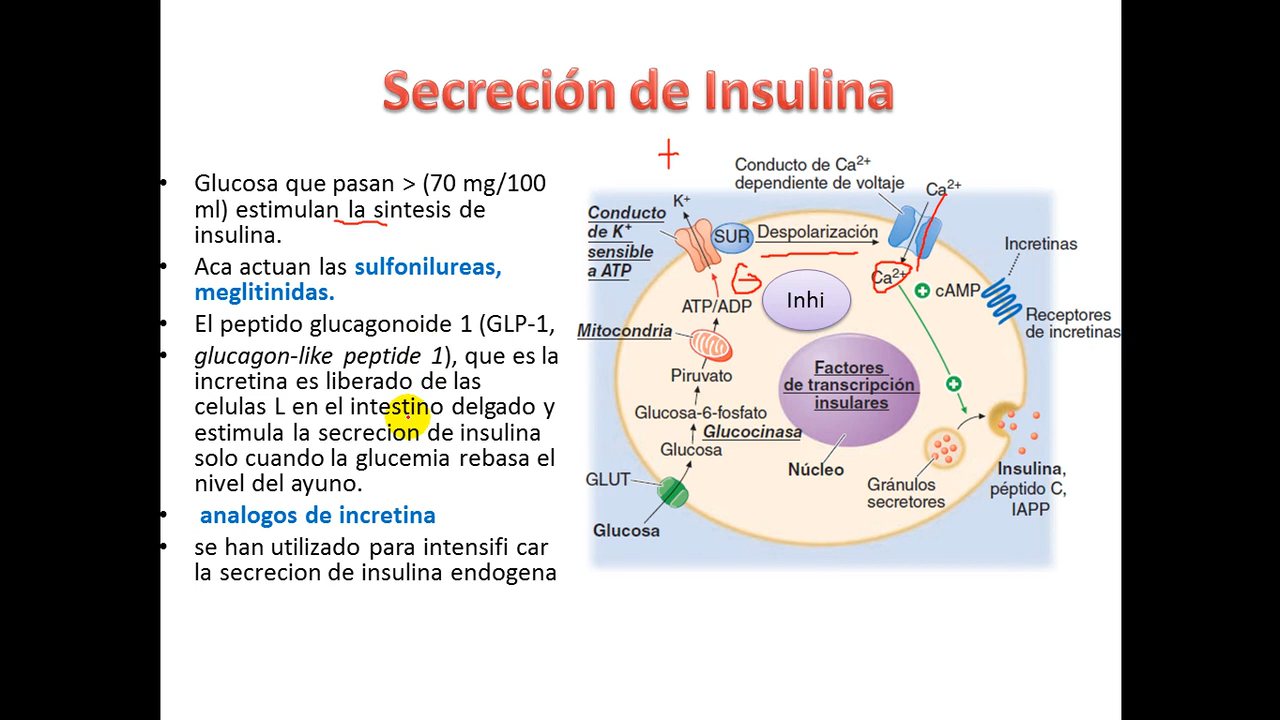 Secreción de Insulina
• Glucosa que pasan > (70 mg/100
ml) estimulan la sintesis de
insulina.
• Aca actuan las sulfonilureas,
meglitinidas.
• El peptido glucagonoide 1 (GLP-1,
• glucagon-like peptide 1), que es la
incretina es liberado de las
celulas L en el intestino delgado y
estimula la secrecion de insulina
solo cuando la glucemia rebasa el
nivel del ayuno.
• analogos de incretina
• se han utilizado para intensifi car
la secrecion de insulina endogena
+
Conducto de Ca²⁺
dependiente de voltaje
Ca²⁺
K⁺
Conducto
de K⁺
sensible
a ATP
SUR
Despolarización
Incretinas
Ca²⁺
+ cAMP
Inhi
ATP/ADP
Receptores
de incretinas
Mitocondria
Piruvato
Factores
de transcripción
insulares
+
Glucosa-6-fosfato
Glucocinasa
Glucosa
Núcleo
GLUT
Gránulos
secretores
Insulina,
péptido C,
IAPP
Glucosa